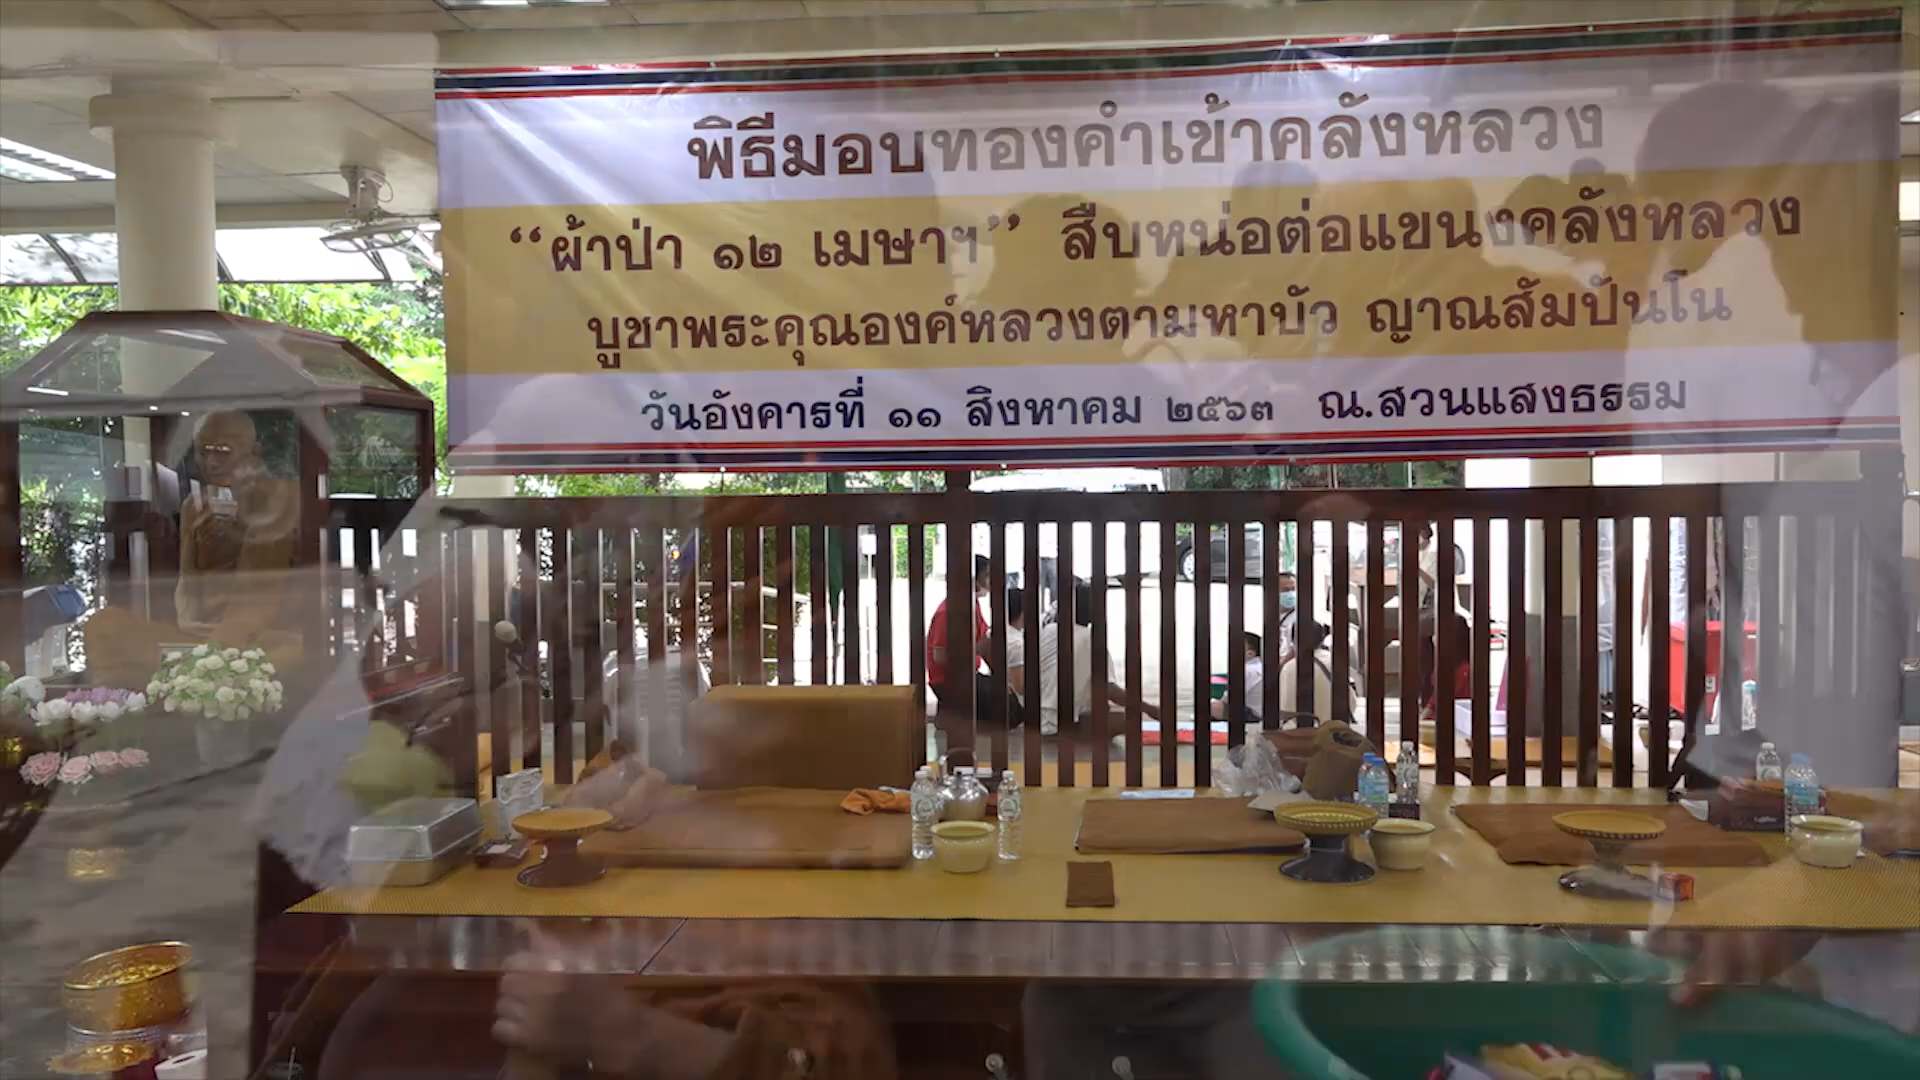 พิธีมอบทองคำเข้าคลังหลวง
“ผ้าป่า ๑๒ เมษาฯ” สืบหน่อต่อแขนงคลังหลวง
บูชาพระคุณองค์หลวงตามหาบัว ญาณสัมปันโน
วันอังคารที่ ๑๑ สิงหาคม ๒๕๖๓ ณ.สวนแสงธรรม